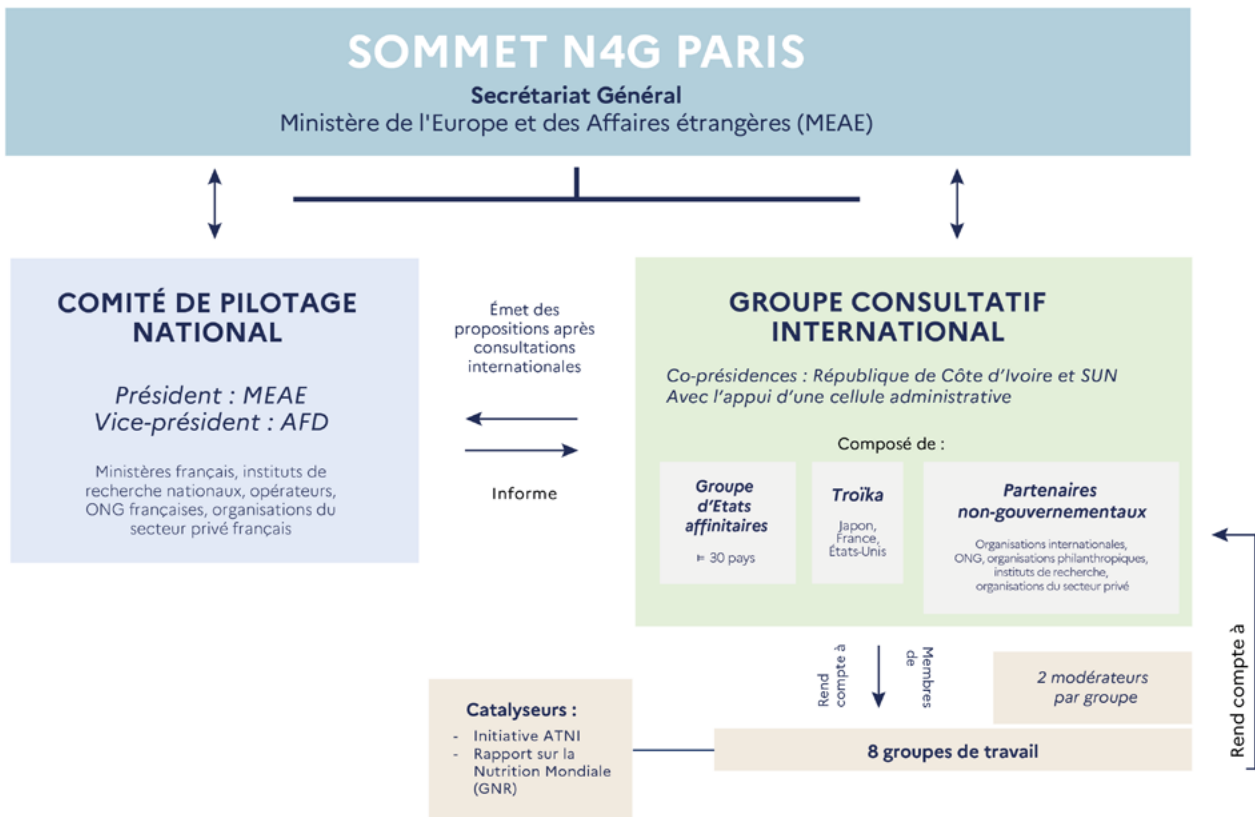 SOMMET N4G PARIS
Secrétariat Général
Ministère de l'Europe et des Affaires étrangères (MEAE)
COMITÉ DE PILOTAGE
NATIONAL
Président : MEAE
Vice-président : AFD
Ministères français, instituts de
recherche nationaux, opérateurs,
ONG françaises, organisations du
secteur privé français
Émet des
propositions après
consultations
internationales
Informe
GROUPE CONSULTATIF
INTERNATIONAL
Co-présidences : République de Côte d'Ivoire et SUN
Avec l'appui d'une cellule administrative
Composé de :
Groupe
d'Etats
affinitaires
⊨ 30 pays
Troïka
Japon,
France,
États-Unis
Partenaires
non-gouvernementaux
Organisations internationales,
ONG, organisations philanthropiques,
instituts de recherche,
organisations du secteur privé
Rend
compte à
Membres
de
2 modérateurs
par groupe
Rend compte à
Catalyseurs :
- Initiative ATNI
- Rapport sur la
Nutrition Mondiale
(GNR)
8 groupes de travail